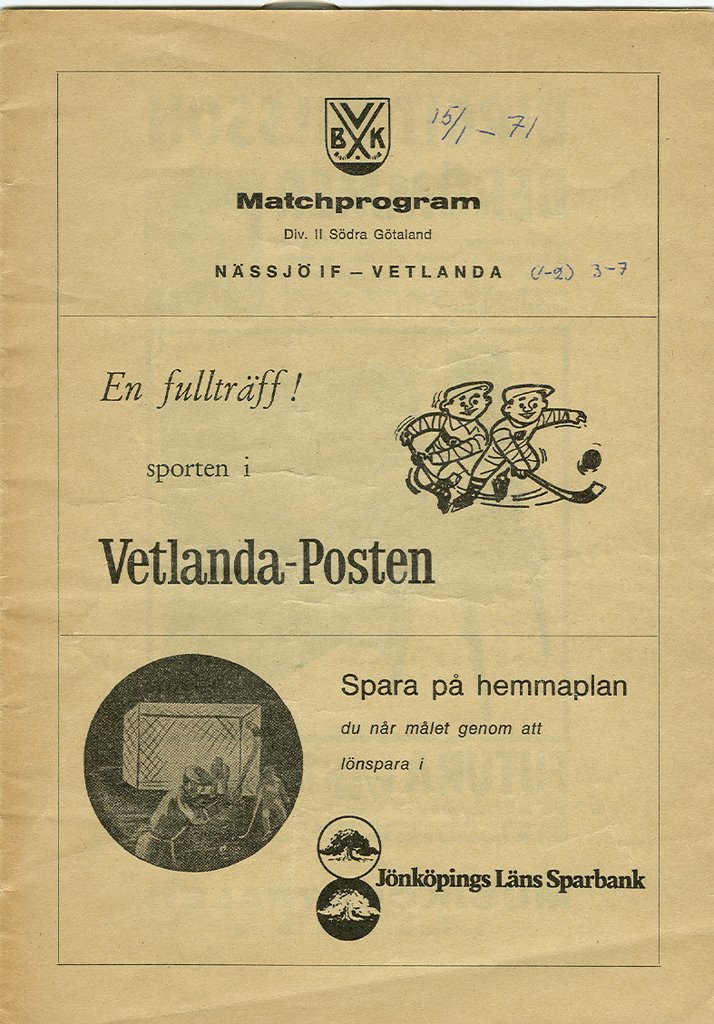 VBK
15/1 – 71
Matchprogram
Div. II Södra Götaland
NÄSSJÖ IF – VETLANDA (1-2) 3-7
En fullträff!
sporten i
Vetlanda-Posten
Spara på hemmaplan
du når målet genom att
lönspara i
Jönköpings Läns Sparbank